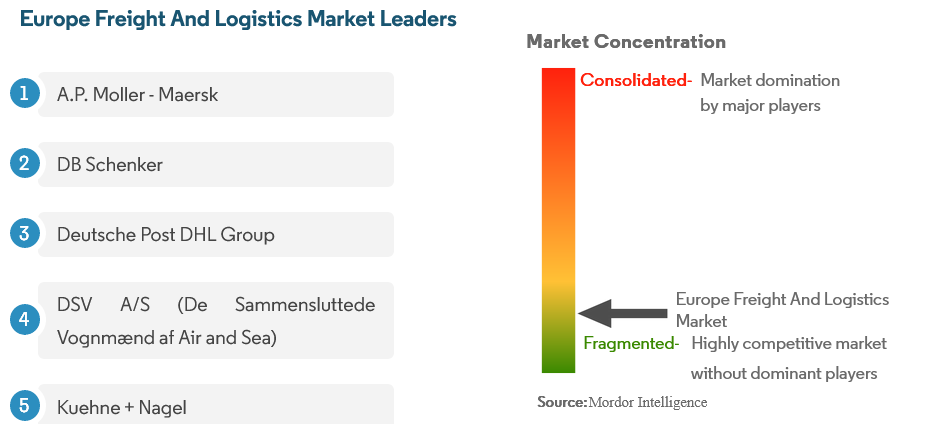 Europe Freight And Logistics Market Leaders
1
A.P. Moller - Maersk
2
DB Schenker
3
Deutsche Post DHL Group
4
DSV A/S (De Sammensluttede
Vognmænd af Air and Sea)
5
Kuehne + Nagel
Market Concentration
Consolidated- Market domination
by major players
Europe Freight And Logistics
Market
Fragmented- Highly competitive market
without dominant players
Source: Mordor Intelligence